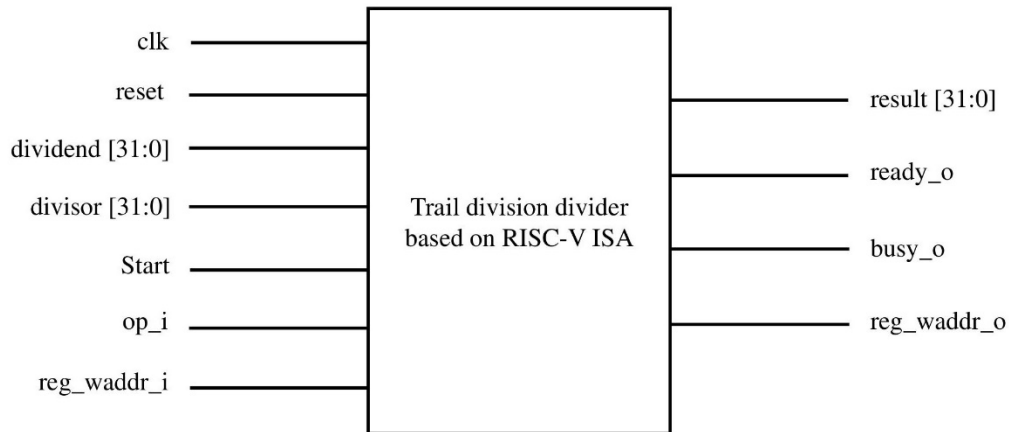 clk
reset
dividend [31:0]
divisor [31:0]
Start
op_i
reg_waddr_i
Trail division divider
based on RISC-V ISA
result [31:0]
ready_o
busy_o
reg_waddr_o